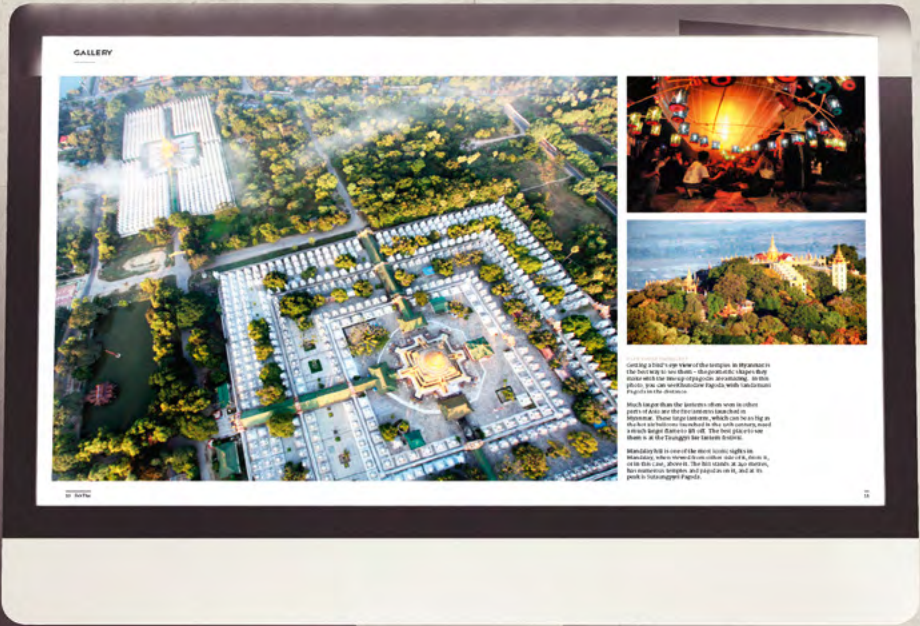 GALLERY
Getting a bird's eye view of the temples in Myanmar is
the best way to see them – the geometric shapes they
make with the line-up of pagodas are amazing. In this
photo, you can see Kuthodaw Pagoda, with Sandamuni
Pagoda in the distance.
Much larger than the lanterns often seen in other
parts of Asia are the fire lanterns launched in
Myanmar. These large lanterns, which can be as big as
the hot air balloons launched in the 19th century, need
a much larger flame to lift off. The best place to see
them is at the Taunggyi fire lantern festival.
Mandalay hill is one of the most iconic sights in
Mandalay, when viewed from either side of it, from it,
or in this case, above it. The hill stands at 240 metres,
has numerous temples and pagodas on it, and at its
peak is Sutaungpyei Pagoda.